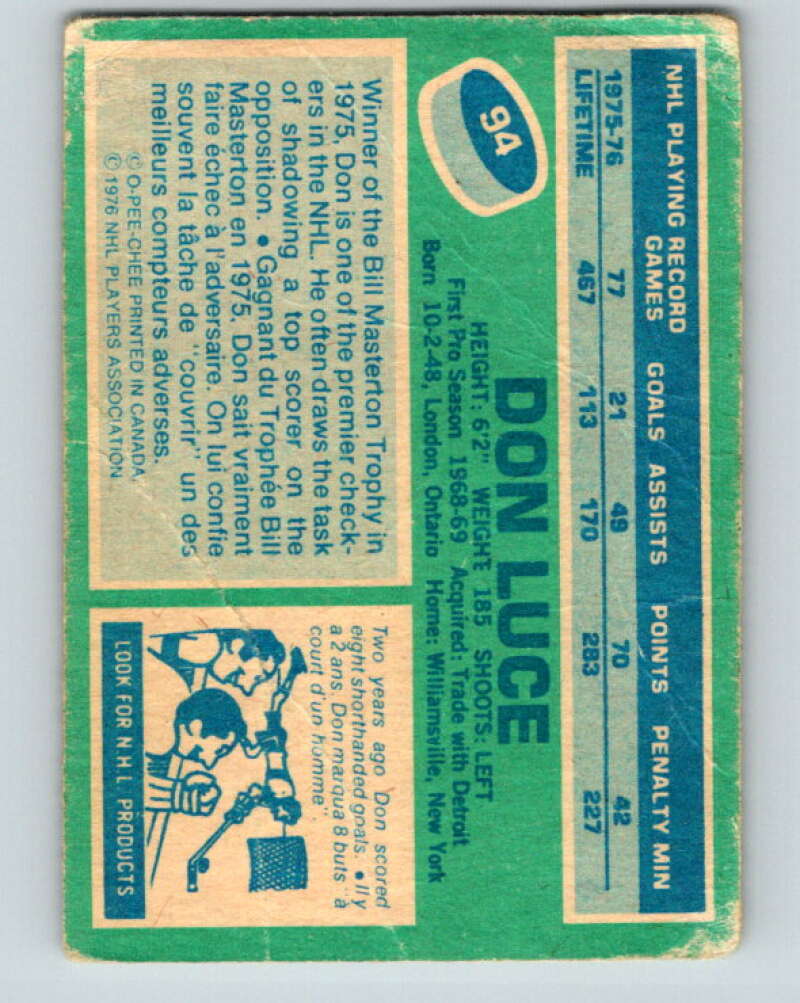 NHL PLAYING RECORD
GAMES GOALS ASSISTS POINTS PENALTY MIN
1975-76 77 21 49 70 42
LIFETIME 467 113 170 283 227
94
DON LUCE
HEIGHT: 6'2" WEIGHT 185 SHOOTS: LEFT
First Pro Season 1968-69 Acquired: Trade with Detroit
Born 10-2-48, London, Ontario Home: Williamsville, New York
Winner of the Bill Masterton Trophy in
1975, Don is one of the premier check-
ers in the NHL. He often draws the task
of shadowing a top scorer on the
opposition. • Gagnant du Trophée Bill
Masterton en 1975, Don sait vraiment
faire echec à l'adversaire. On lui confie
souvent la tâche de "couvrir" un des
meilleurs compteurs adverses.
© O-PEE-CHEE PRINTED IN CANADA
© 1976 NHL PLAYERS ASSOCIATION
Two years ago Don scored
eight shorthanded goals. • Il y
a 2 ans, Don marqua 8 buts "à
court d'un homme".
LOOK FOR N.H.L. PRODUCTS